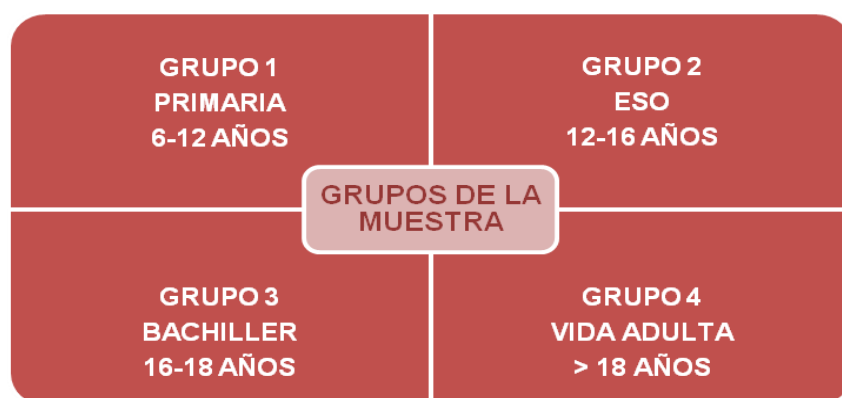 GRUPO 1
PRIMARIA
6-12 AÑOS
GRUPO 2
ESO
12-16 AÑOS
GRUPOS DE LA
MUESTRA
GRUPO 3
BACHILLER
16-18 AÑOS
GRUPO 4
VIDA ADULTA
> 18 AÑOS